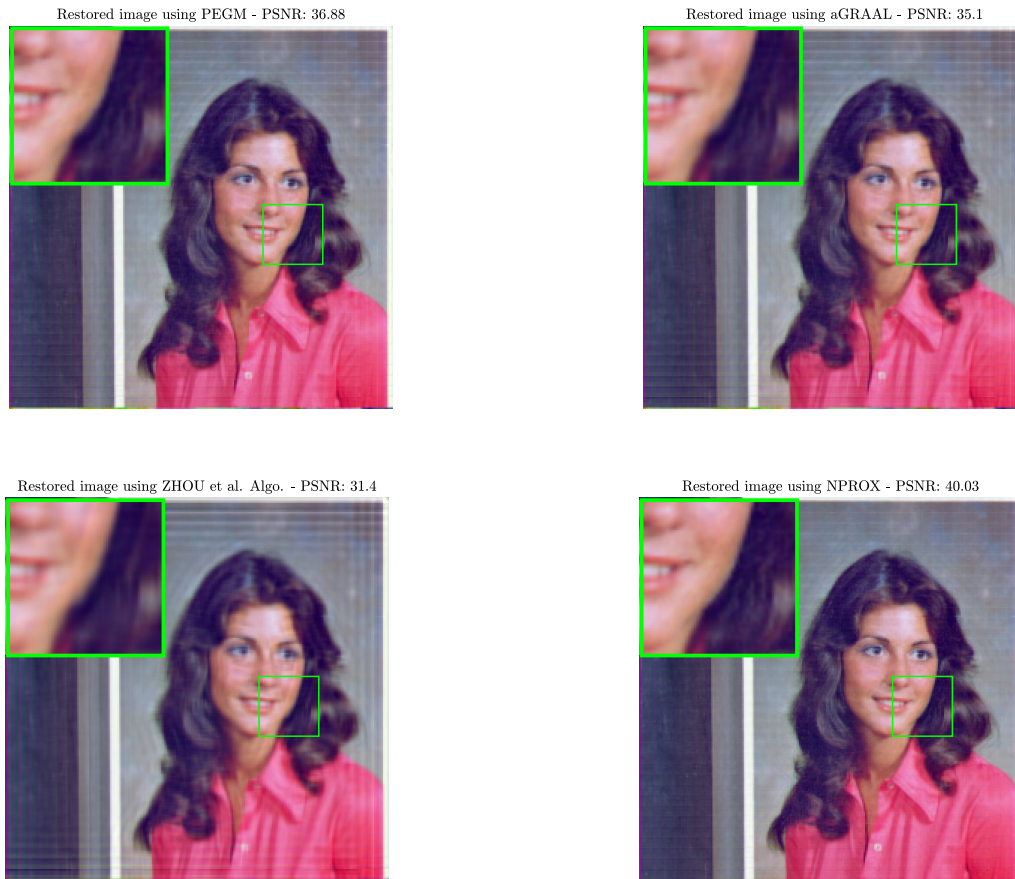 Restored image using PEGM - PSNR: 36.88
Restored image using aGRAAL - PSNR: 35.1
Restored image using ZHOU et al. Algo. - PSNR: 31.4
Restored image using NPROX - PSNR: 40.03